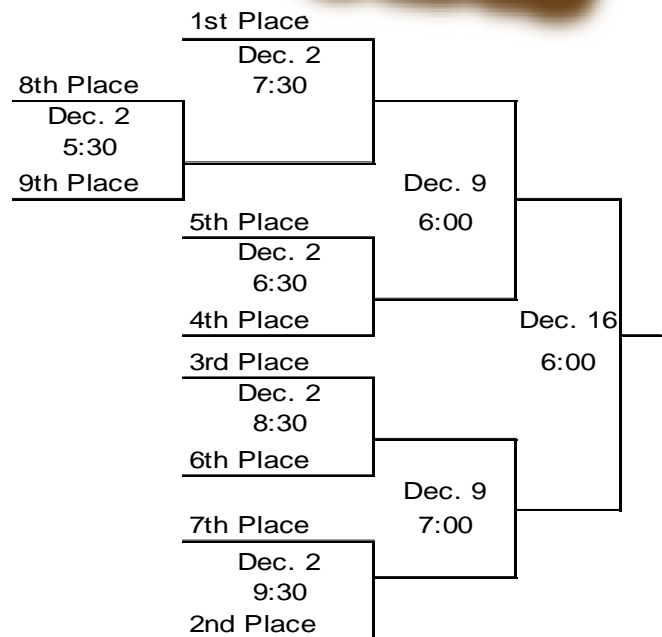 1st Place
Dec. 2
7:30
8th Place
Dec. 2
5:30
9th Place
Dec. 9
6:00
5th Place
Dec. 2
6:30
4th Place
Dec. 16
6:00
3rd Place
Dec. 2
8:30
6th Place
Dec. 9
7:00
7th Place
Dec. 2
9:30
2nd Place